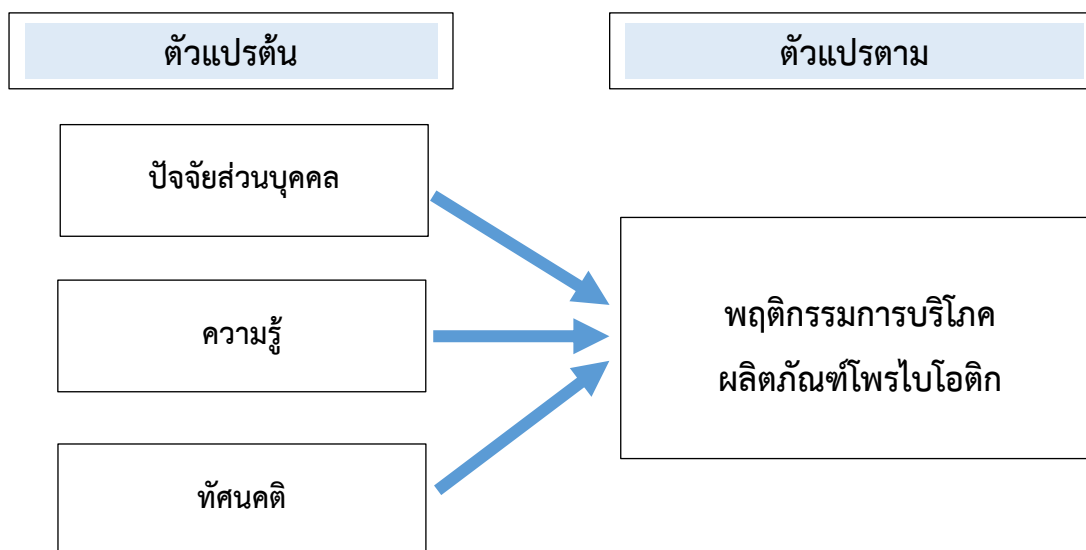 ตัวแปรต้น
ตัวแปรตาม
ปัจจัยส่วนบุคคล
ความรู้
ทัศนคติ
พฤติกรรมการบริโภค
ผลิตภัณฑ์โพรไบโอติก